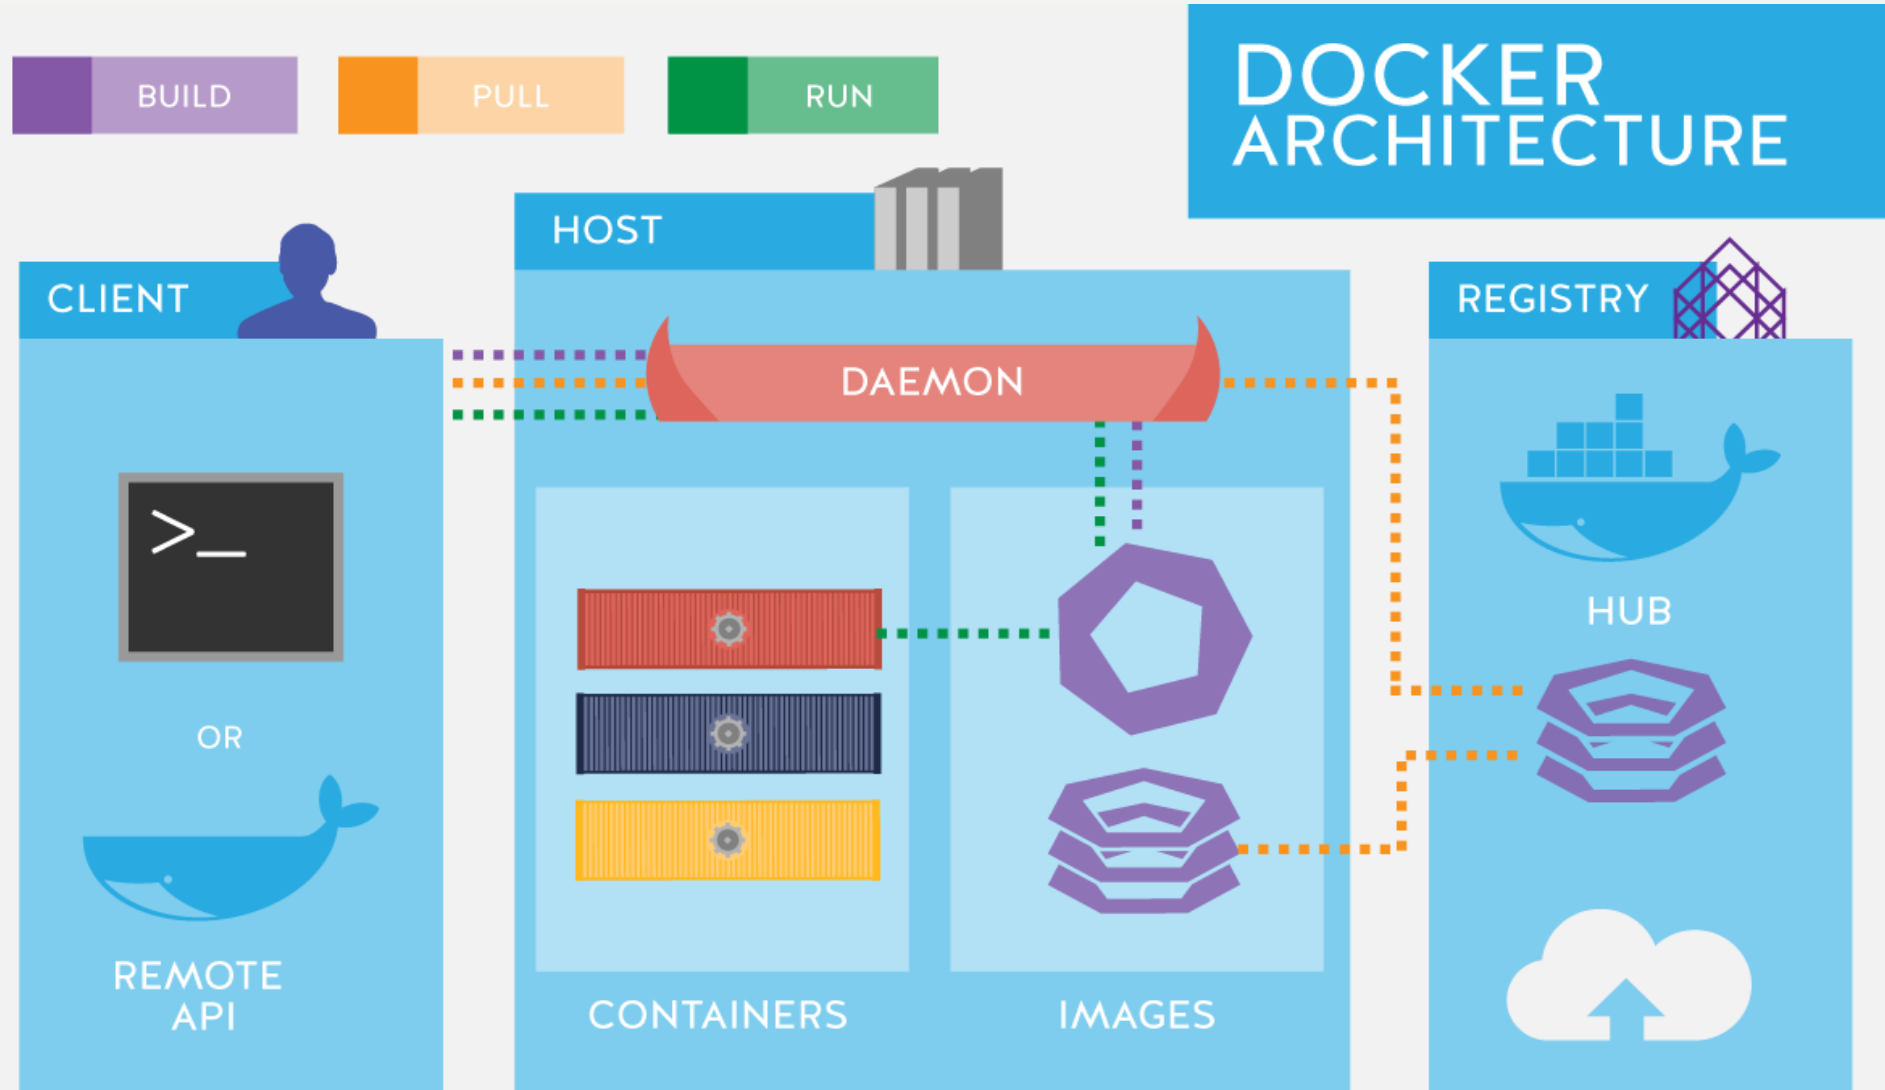 BUILD
PULL
RUN
DOCKER
ARCHITECTURE
HOST
CLIENT
REGISTRY
DAEMON
>_
OR
REMOTE
API
CONTAINERS
IMAGES
HUB